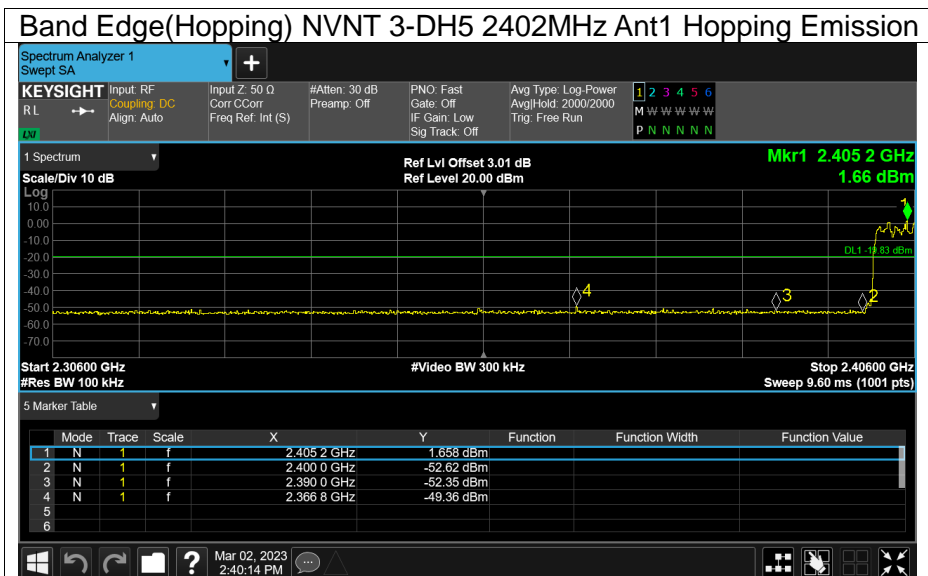 Band Edge(Hopping) NVNT 3-DH5 2402MHz Ant1 Hopping Emission
Spectrum Analyzer 1
Swept SA
+
KEYSIGHT
RL
LXI
Input: RF
Coupling: DC
Align: Auto
Input Z: 50 Ω
Corr CCorr
Freq Ref: Int (S)
#Atten: 30 dB
Preamp: Off
PNO: Fast
Gate: Off
IF Gain: Low
Sig Track: Off
Avg Type: Log-Power
Avg|Hold: 2000/2000
Trig: Free Run
1 2 3 4 5 6
M W W W W W
P N N N N N
1 Spectrum
Scale/Div 10 dB
Ref Lvl Offset 3.01 dB
Ref Level 20.00 dBm
Mkr1 2.405 2 GHz
1.66 dBm
Log
10.0
0.00
-10.0
-20.0
-30.0
-40.0
-50.0
-60.0
-70.0
1
DL1 -19.83 dBm
4
3
2
Start 2.30600 GHz
#Res BW 100 kHz
#Video BW 300 kHz
Stop 2.40600 GHz
Sweep 9.60 ms (1001 pts)
5 Marker Table
Mode Trace Scale X Y Function Function Width Function Value
1 N 1 f 2.405 2 GHz 1.658 dBm
2 N 1 f 2.400 0 GHz -52.62 dBm
3 N 1 f 2.390 0 GHz -52.35 dBm
4 N 1 f 2.366 8 GHz -49.36 dBm
5
6
?
Mar 02, 2023
2:40:14 PM